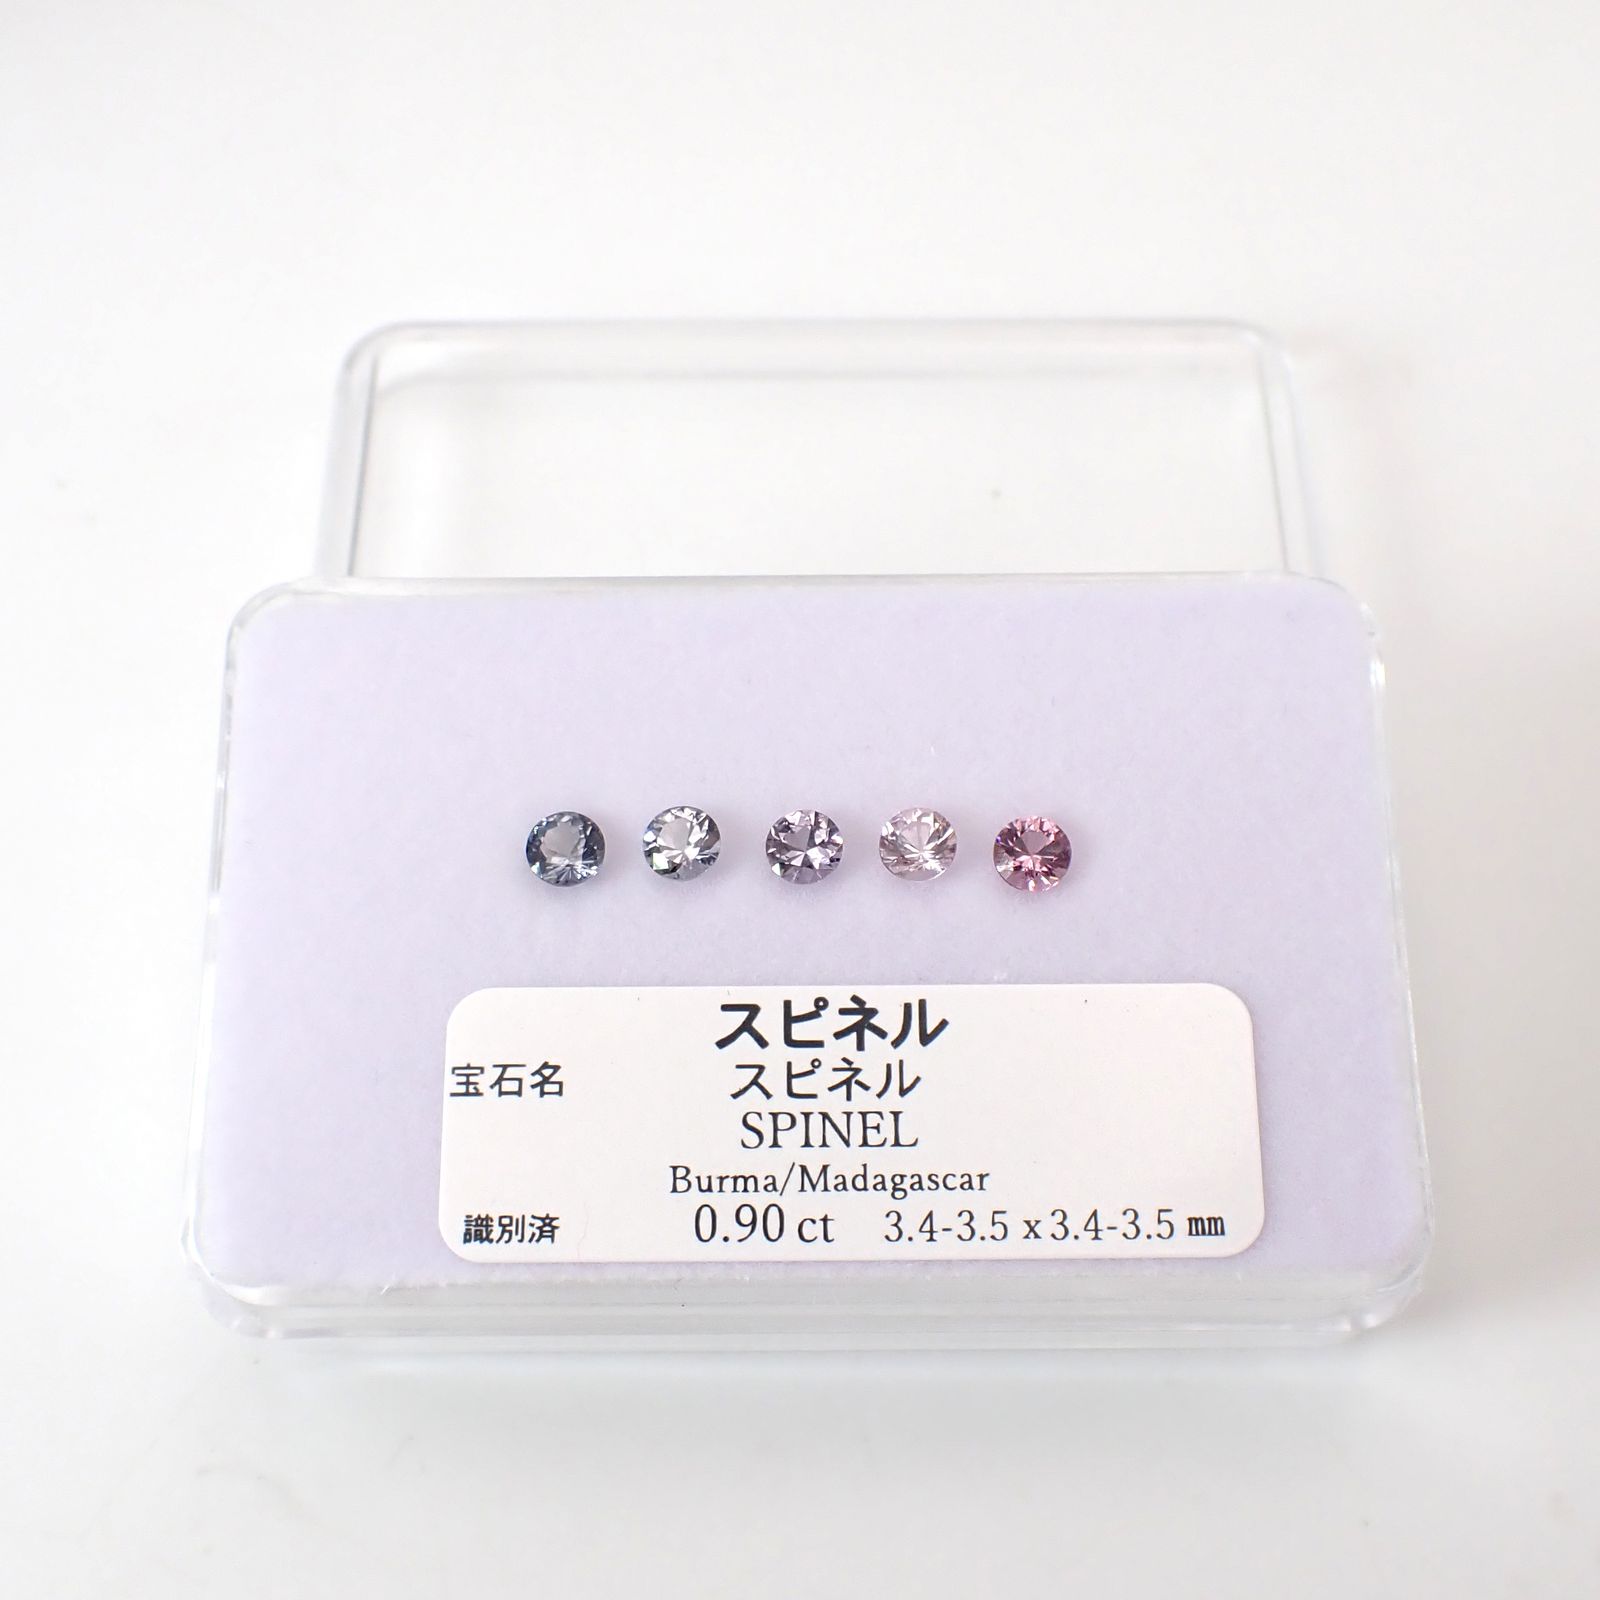 スピネル
宝石名 スピネル
SPINEL
Burma/Madagascar
識別済 0.90 ct 3.4-3.5 x 3.4-3.5 ㎜